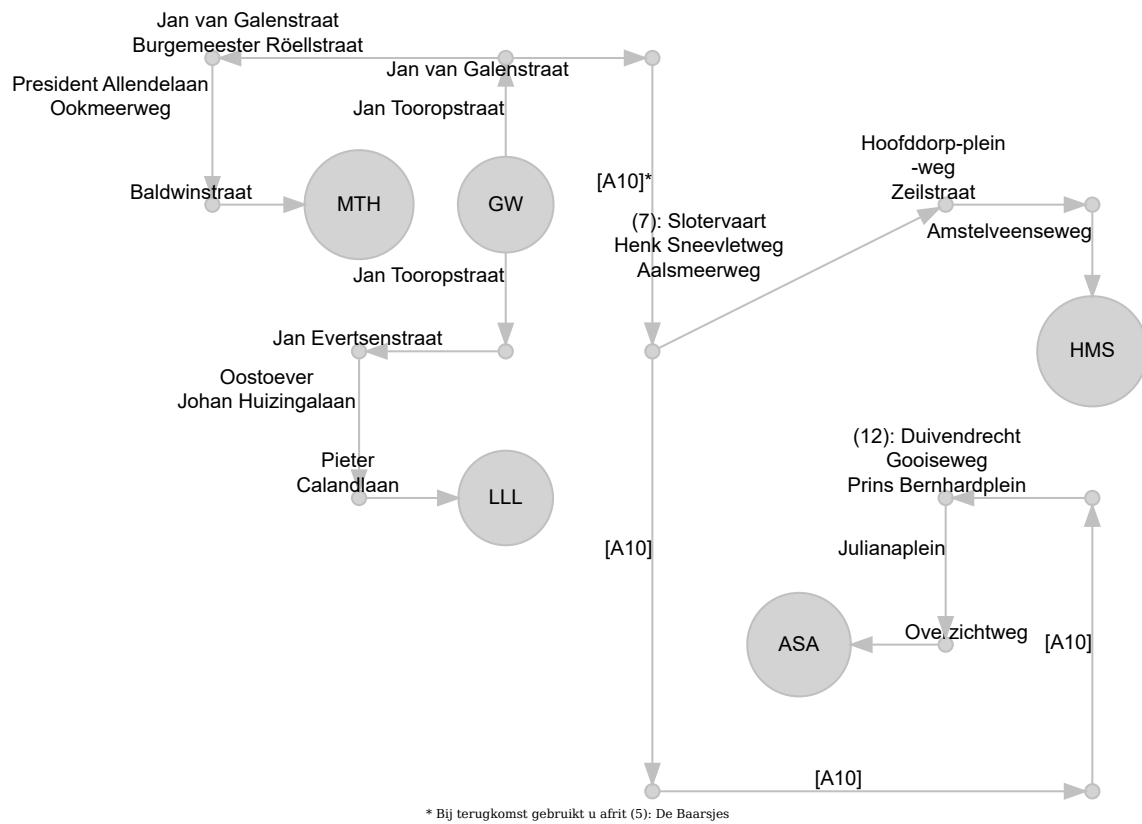 Jan van Galenstraat
Burgemeester Röellstraat
Jan van Galenstraat
President Allendelaan
Ookmeerweg
Jan Tooropstraat
Baldwinstraat
MTH
GW
[A10]*
(7): Slotervaart
Henk Sneevletweg
Aalsmeerweg
Hoofddorp-plein
-weg
Zeilstraat
Amstelveenseweg
HMS
Jan Tooropstraat
Jan Evertsenstraat
Oostoever
Johan Huizingalaan
Pieter
Calandlaan
LLL
[A10]
(12): Duivendrecht
Gooiseweg
Prins Bernhardplein
Julianaplein
Overzichtweg
ASA
[A10]
[A10]
* Bij terugkomst gebruikt u afrit (5): De Baarsjes